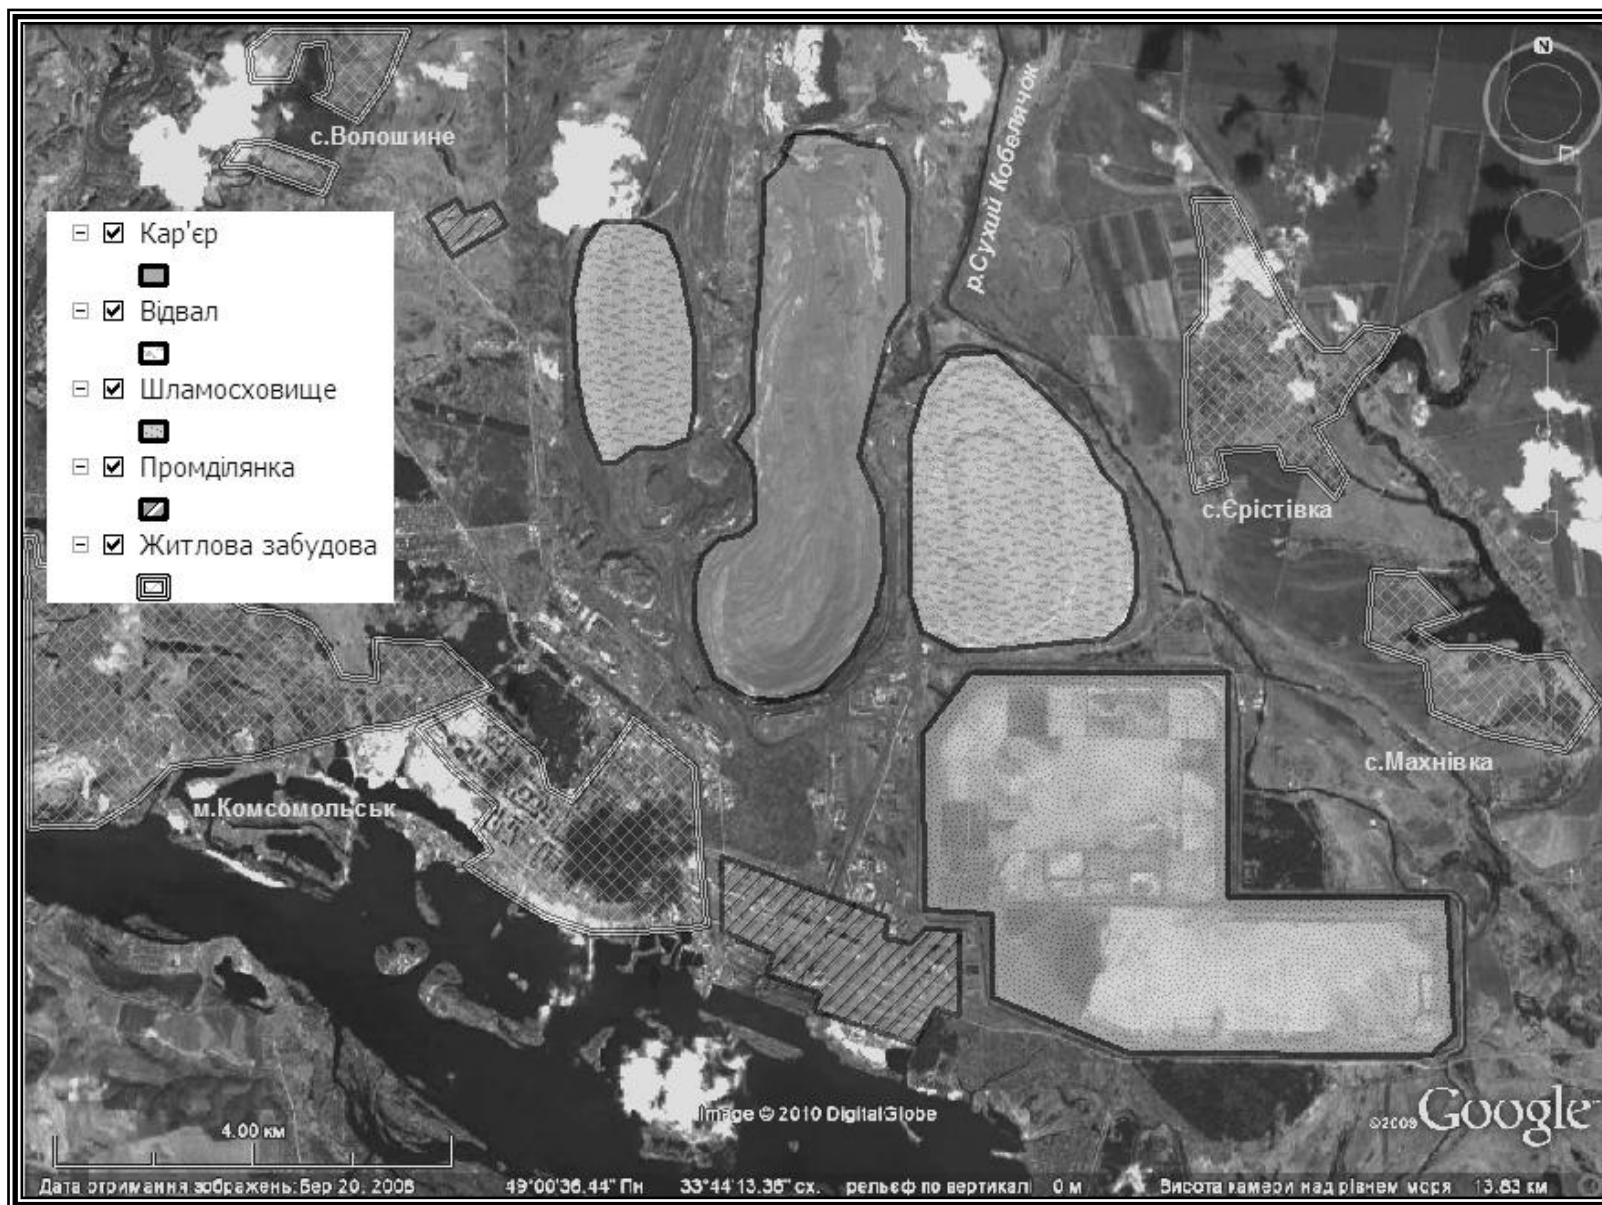 N
с.Волошине
р.Сухий Кобелячок
Кар'єр
Відвал
Шламосховище
Промділянка
Житлова забудова
с.Єрістівка
с.Махнівка
м.Комсомольськ
Image © 2010 DigitalGlobe
©2009 Google
4.00 км
Дата отримання зображень: Бер 20, 2006 49°00'36.44" Пн 33°44'13.36" сх. рельєф по вертикалі 0 м Висота камери над рівнем моря 13.83 км